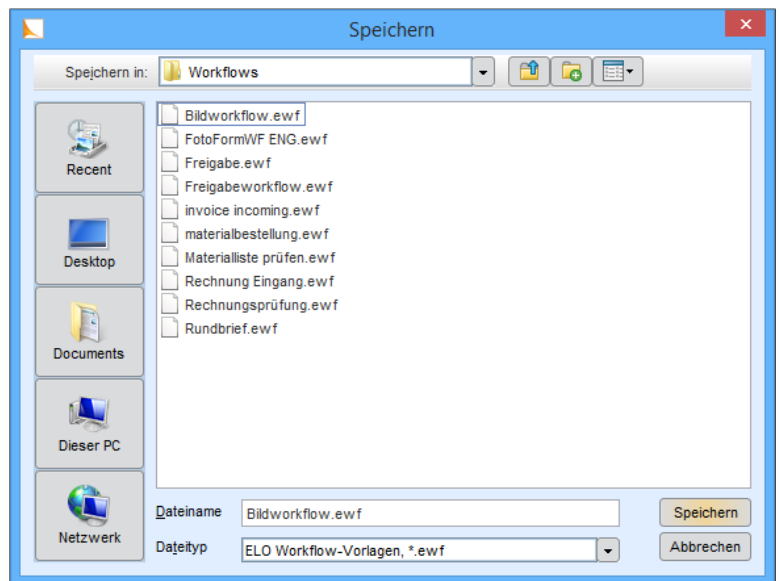 Speichern
Speichern in: Workflows
Bildworkflow.ewf
FotoFormWF ENG.ewf
Freigabe.ewf
Freigabeworkflow.ewf
invoice incoming.ewf
materialbestellung.ewf
Materialliste prüfen.ewf
Rechnung Eingang.ewf
Rechnungsprüfung.ewf
Rundbrief.ewf
Recent
Desktop
Documents
Dieser PC
Netzwerk
Dateiname Bildworkflow.ewf Speichern
Dateityp ELO Workflow-Vorlagen, *.ewf Abbrechen